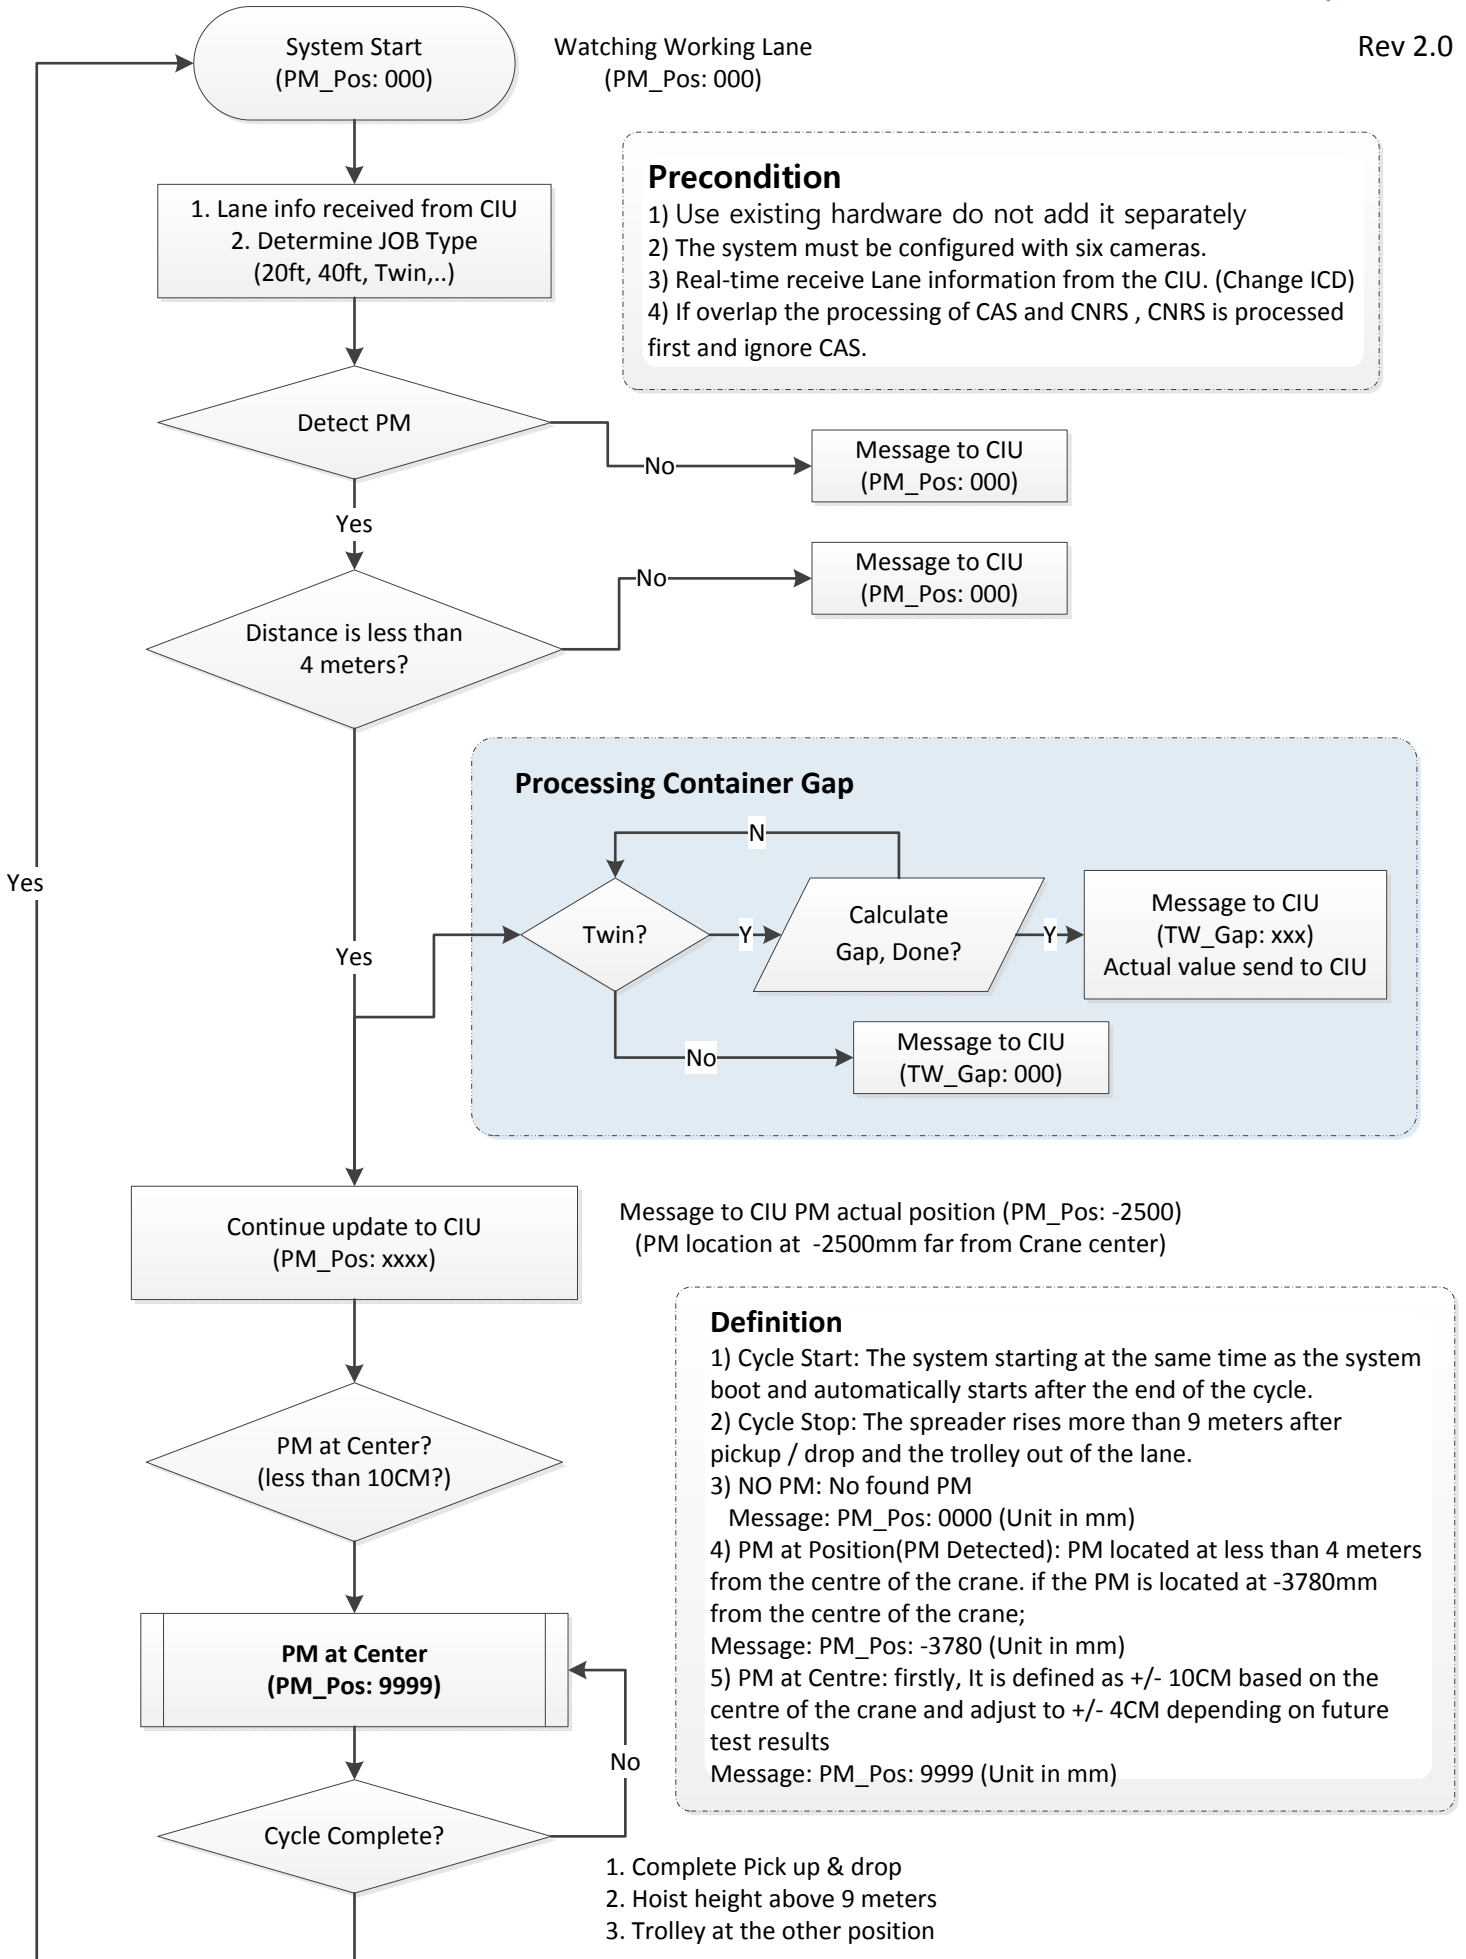 System Start
(PM_Pos: 000)
Watching Working Lane
(PM_Pos: 000)
Rev 2.0
Precondition
1) Use existing hardware do not add it separately
2) The system must be configured with six cameras.
3) Real-time receive Lane information from the CIU. (Change ICD)
4) If overlap the processing of CAS and CNRS , CNRS is processed
first and ignore CAS.
1. Lane info received from CIU
2. Determine JOB Type
(20ft, 40ft, Twin,..)
Detect PM
No
Message to CIU
(PM_Pos: 000)
Yes
Distance is less than
4 meters?
No
Message to CIU
(PM_Pos: 000)
Processing Container Gap
N
Twin?
Y
Calculate
Gap, Done?
Y
Message to CIU
(TW_Gap: xxx)
Actual value send to CIU
No
Message to CIU
(TW_Gap: 000)
Yes
Yes
Continue update to CIU
(PM_Pos: xxxx)
Message to CIU PM actual position (PM_Pos: -2500)
(PM location at  -2500mm far from Crane center)
PM at Center?
(less than 10CM?)
Definition
1) Cycle Start: The system starting at the same time as the system
boot and automatically starts after the end of the cycle.
2) Cycle Stop: The spreader rises more than 9 meters after
pickup / drop and the trolley out of the lane.
3) NO PM: No found PM
Message: PM_Pos: 0000 (Unit in mm)
4) PM at Position(PM Detected): PM located at less than 4 meters
from the centre of the crane. if the PM is located at -3780mm
from the centre of the crane;
Message: PM_Pos: -3780 (Unit in mm)
5) PM at Centre: firstly, It is defined as +/- 10CM based on the
centre of the crane and adjust to +/- 4CM depending on future
test results
Message: PM_Pos: 9999 (Unit in mm)
PM at Center
(PM_Pos: 9999)
No
Cycle Complete?
1. Complete Pick up & drop
2. Hoist height above 9 meters
3. Trolley at the other position